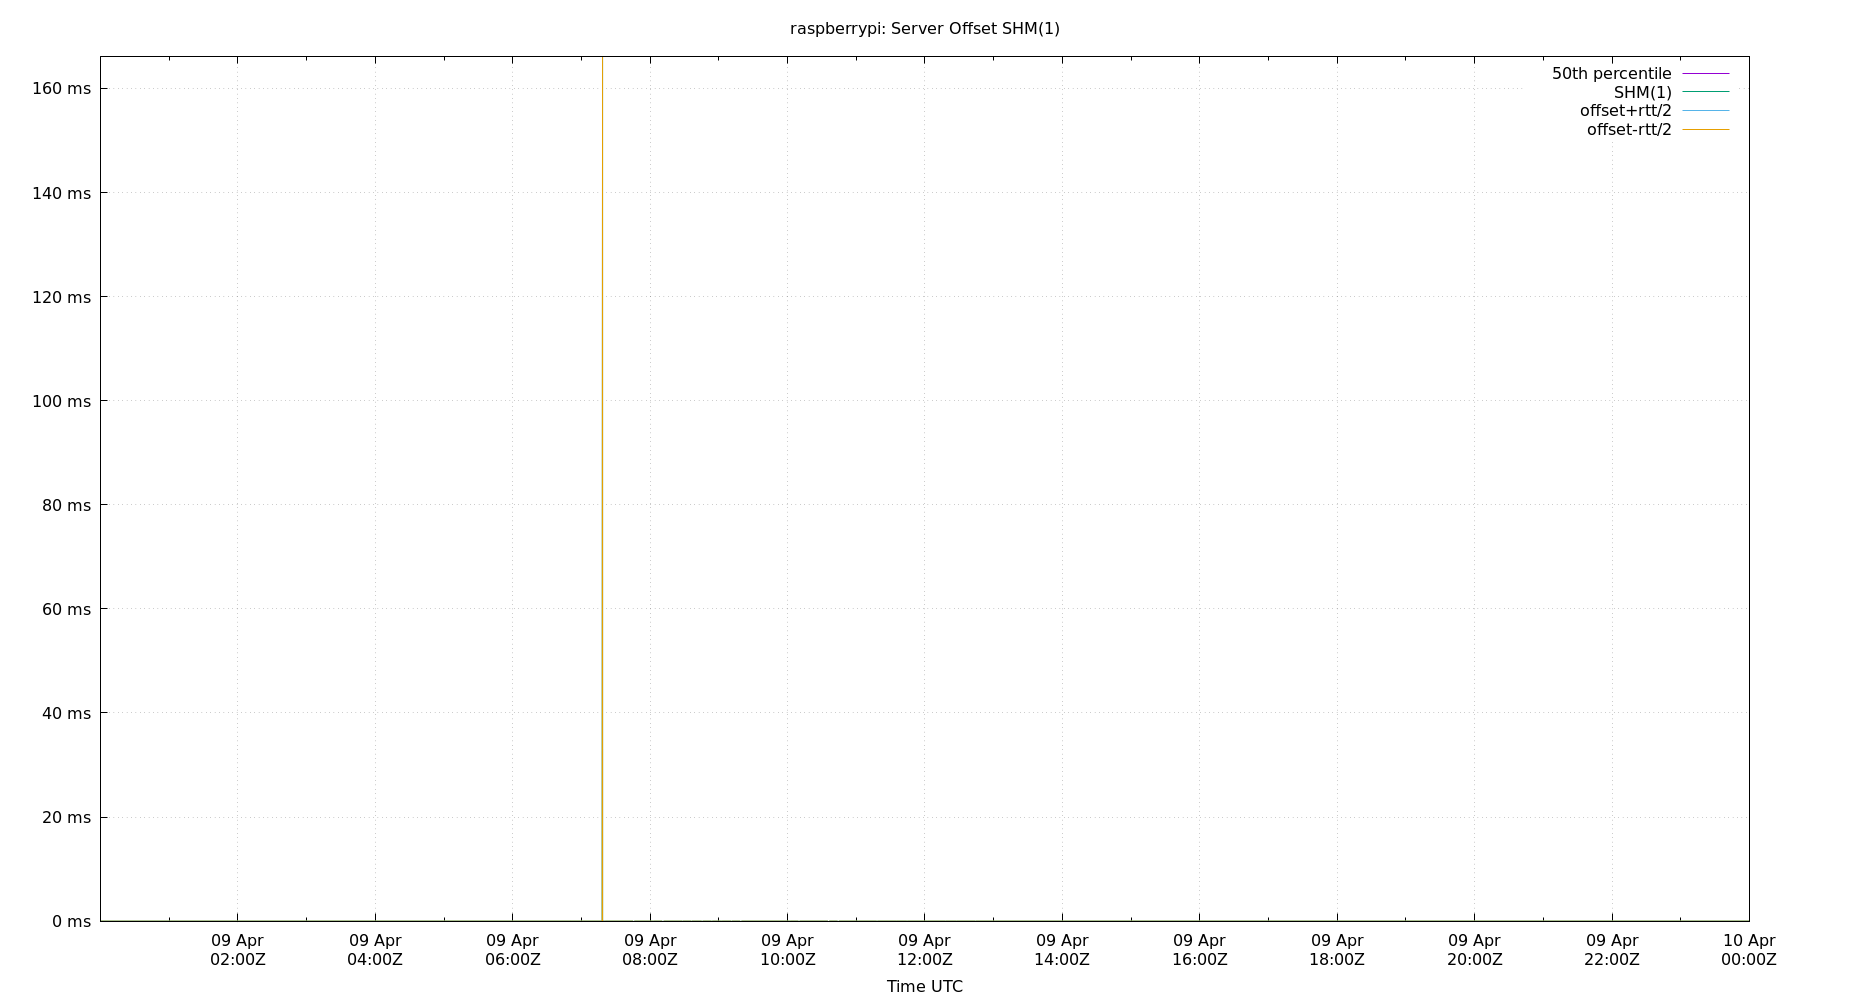 raspberrypi: Server Offset SHM(1)
50th percentile
SHM(1)
offset+rtt/2
offset-rtt/2
160 ms
140 ms
120 ms
100 ms
80 ms
60 ms
40 ms
20 ms
0 ms
09 Apr 09 Apr 09 Apr 09 Apr 09 Apr 09 Apr 09 Apr 09 Apr 09 Apr 09 Apr 09 Apr 10 Apr
02:00Z 04:00Z 06:00Z 08:00Z 10:00Z 12:00Z 14:00Z 16:00Z 18:00Z 20:00Z 22:00Z 00:00Z
Time UTC